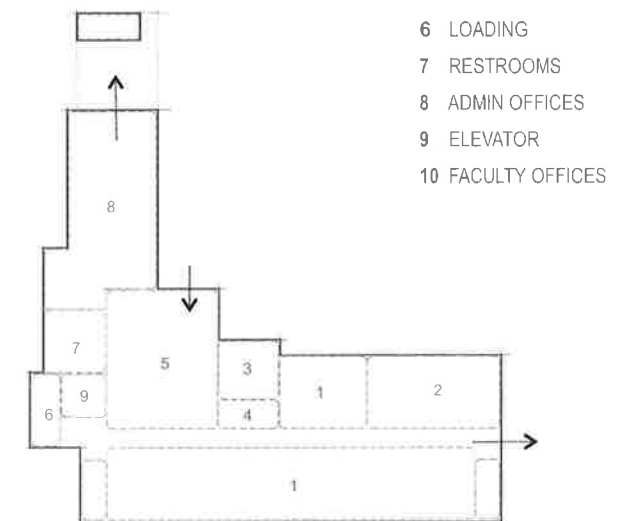 6 LOADING
7 RESTROOMS
8 ADMIN OFFICES
9 ELEVATOR
10 FACULTY OFFICES
8
7
5
3
9
1
2
6
4
1